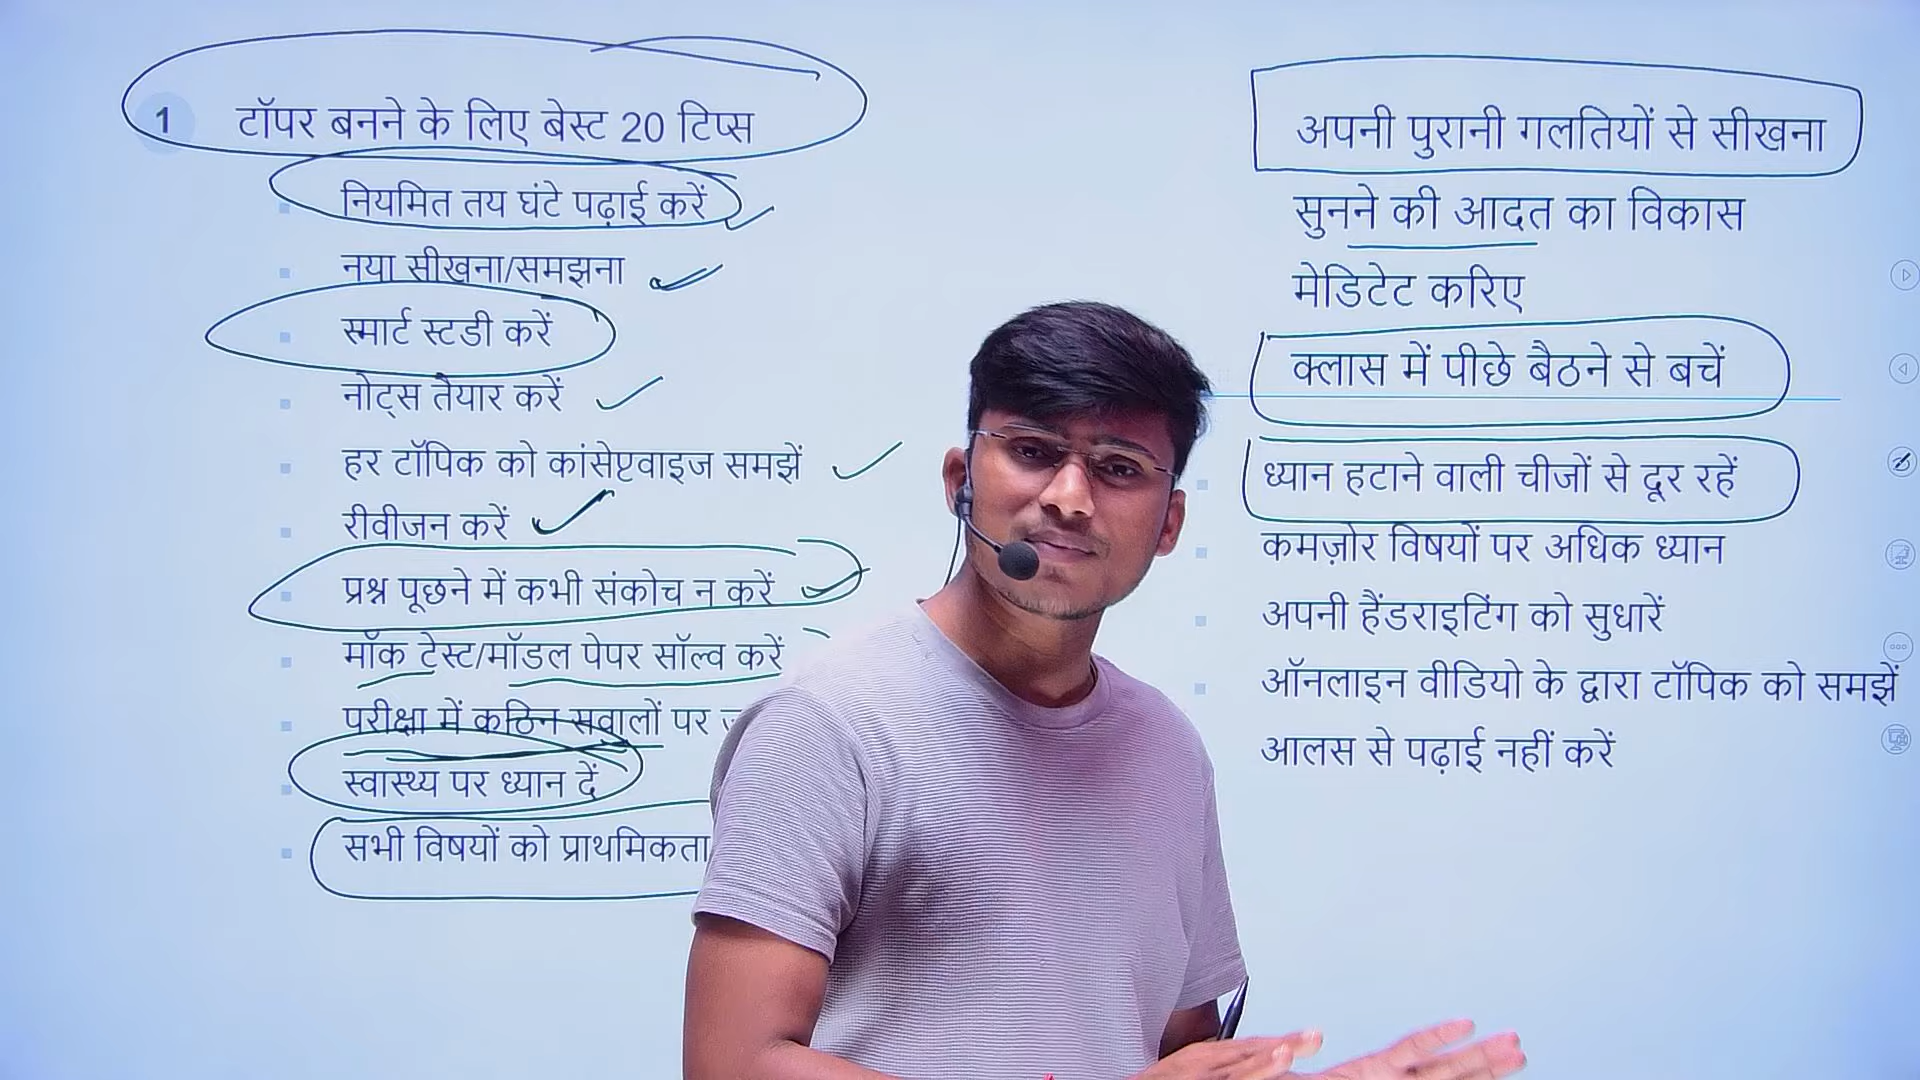 1 टॉपर बनने के लिए बेस्ट 20 टिप्स
नियमित तय घंटे पढ़ाई करें
नया सीखना/समझना
स्मार्ट स्टडी करें
नोट्स तैयार करें
हर टॉपिक को कांसेप्टवाइज समझें
रीवीजन करें
प्रश्न पूछने में कभी संकोच न करें
मॉक टेस्ट/मॉडल पेपर सॉल्व करें
परीक्षा में कठिन सवालों पर
स्वास्थ्य पर ध्यान दें
सभी विषयों को प्राथमिकता
अपनी पुरानी गलतियों से सीखना
सुनने की आदत का विकास
मेडिटेट करिए
क्लास में पीछे बैठने से बचें
ध्यान हटाने वाली चीजों से दूर रहें
कमज़ोर विषयों पर अधिक ध्यान
अपनी हैंडराइटिंग को सुधारें
ऑनलाइन वीडियो के द्वारा टॉपिक को समझें
आलस से पढ़ाई नहीं करें